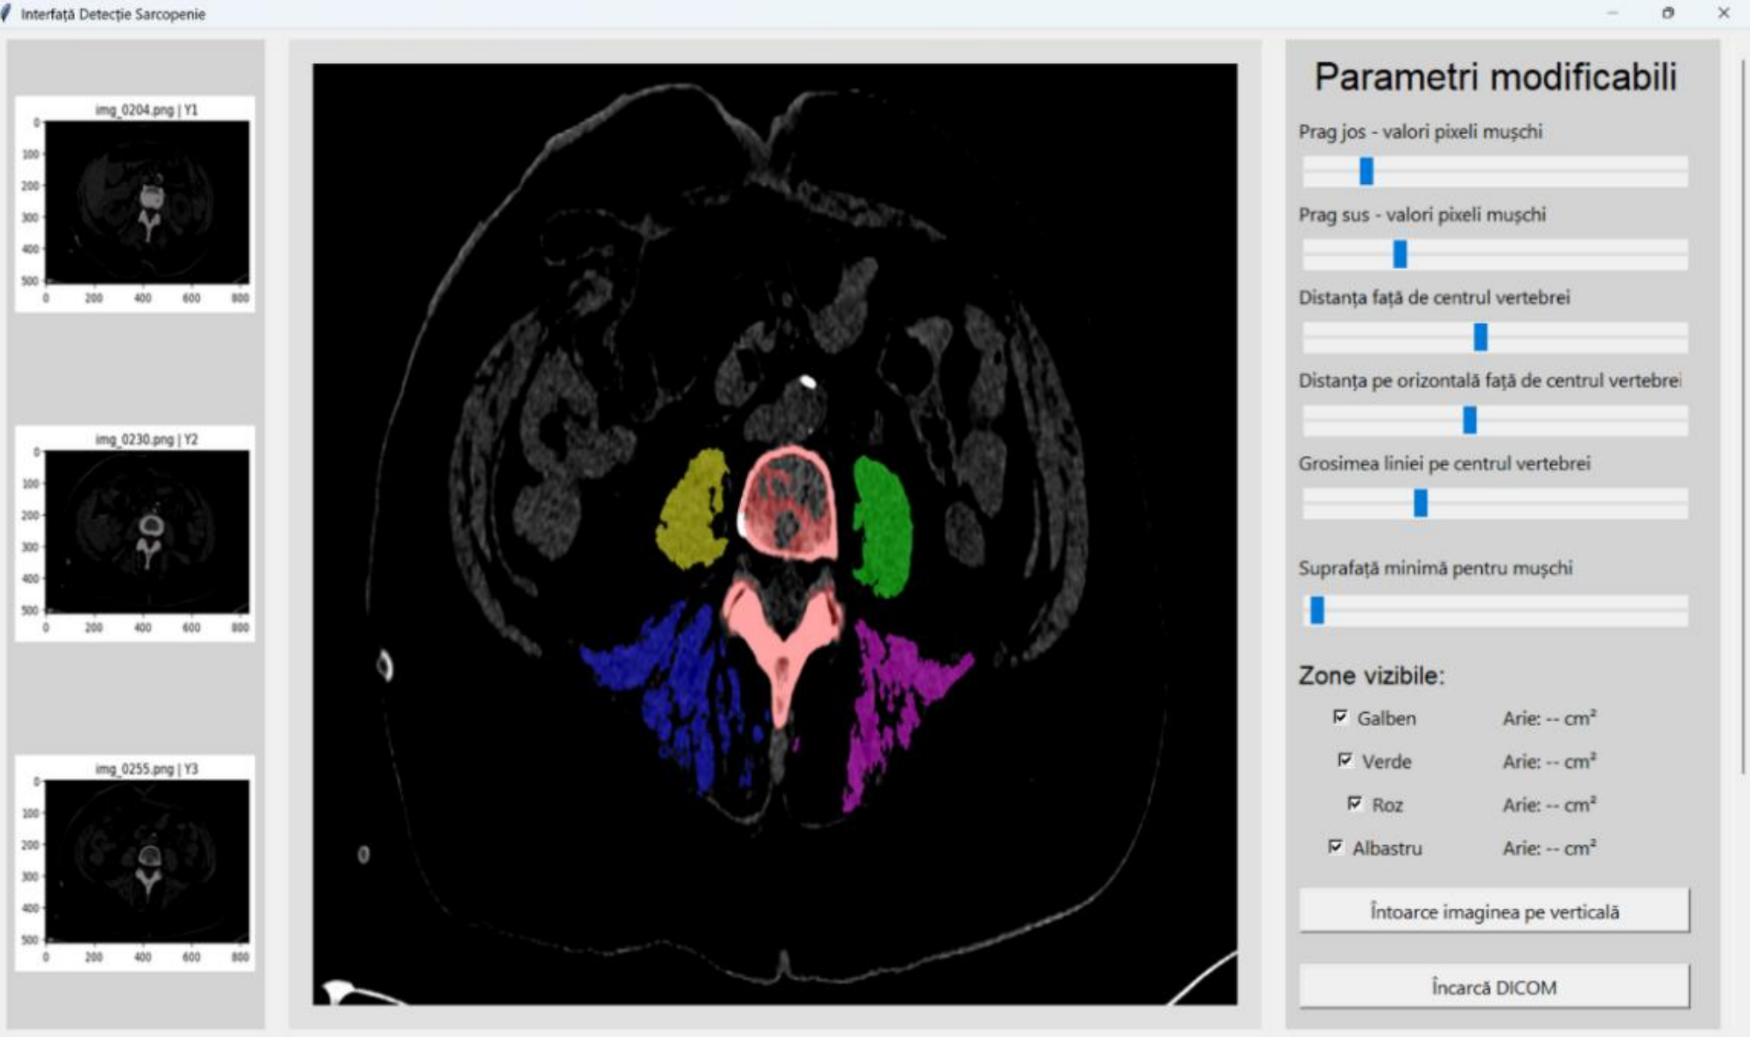 Interfață Detecție Sarcopenie
img_0204.png | Y1
0
100
200
300
400
500
0 200 400 600 800
img_0230.png | Y2
0
100
200
300
400
500
0 200 400 600 800
img_0255.png | Y3
0
100
200
300
400
500
0 200 400 600 800
Parametri modificabili
Prag jos - valori pixeli mușchi
Prag sus - valori pixeli mușchi
Distanța față de centrul vertebrei
Distanța pe orizontală față de centrul vertebrei
Grosimea liniei pe centrul vertebrei
Suprafață minimă pentru mușchi
Zone vizibile:
Galben Arie: -- cm²
Verde Arie: -- cm²
Roz Arie: -- cm²
Albastru Arie: -- cm²
Întoarce imaginea pe verticală
Încarcă DICOM